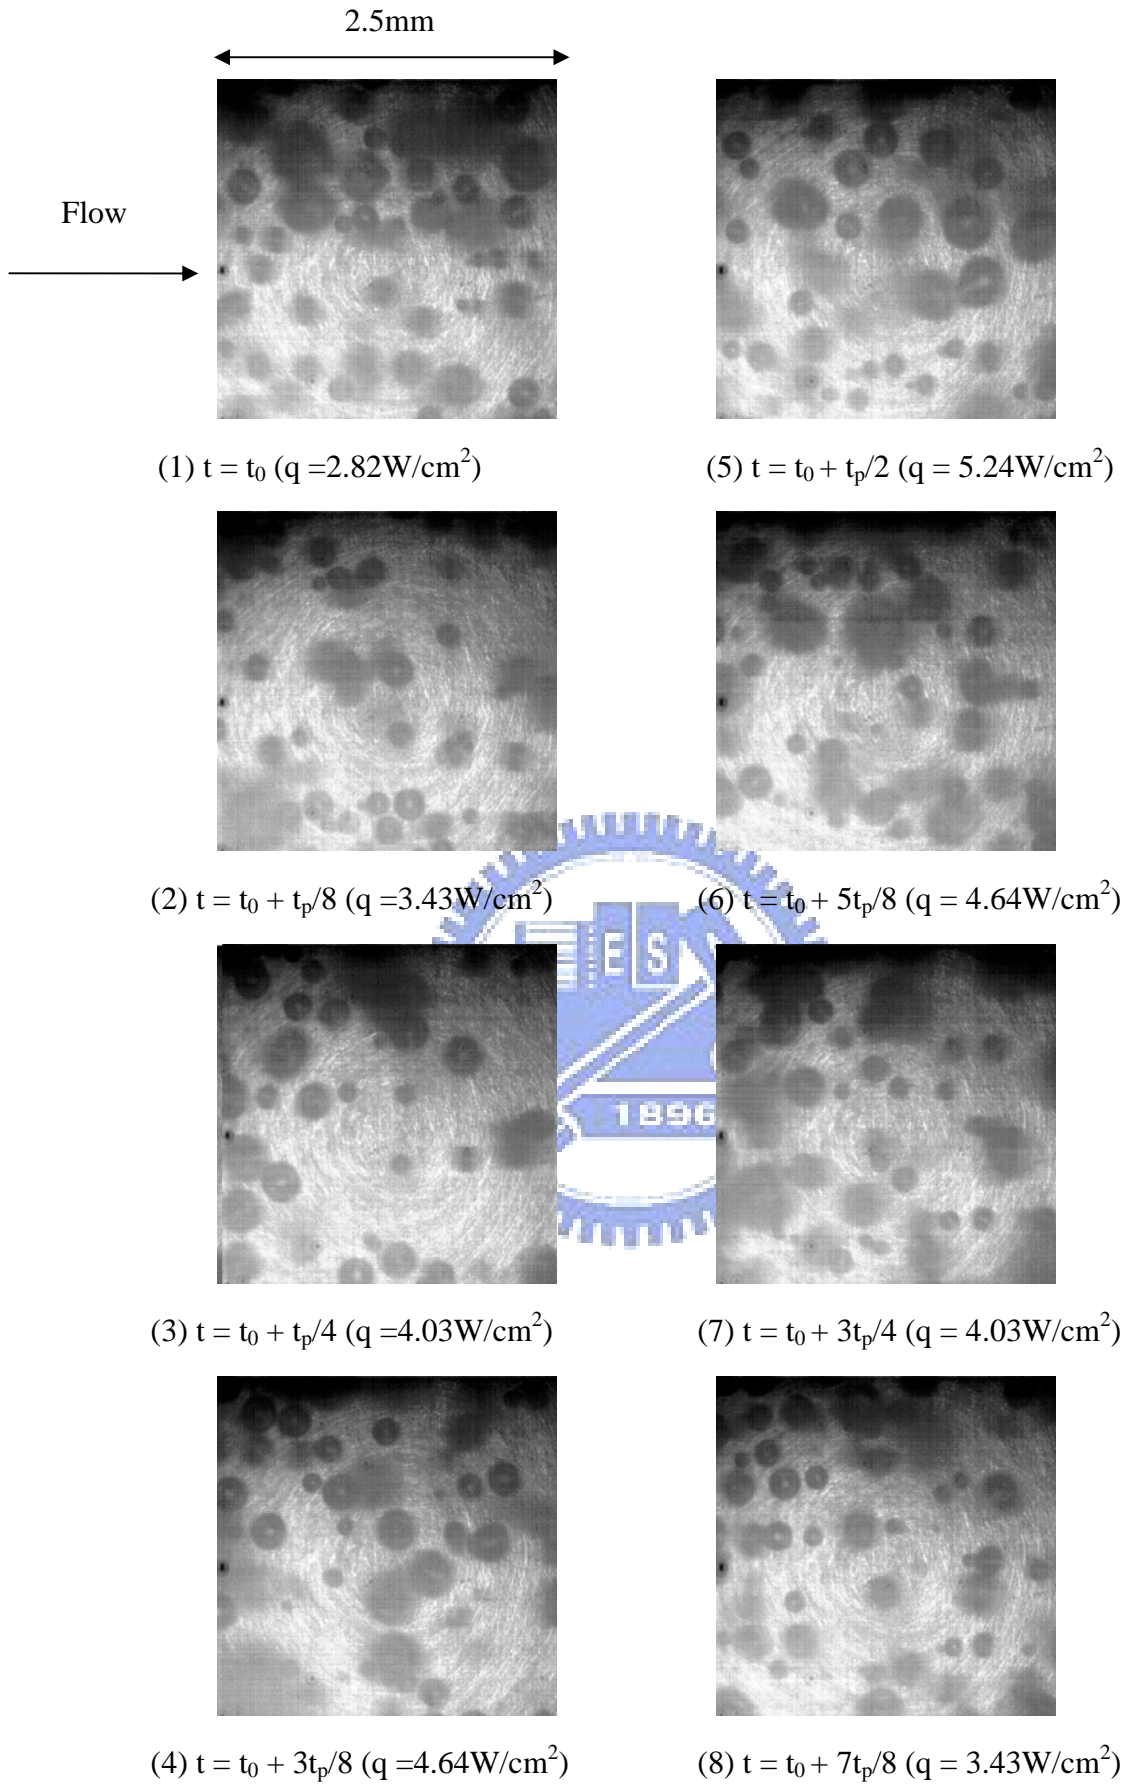 2.5mm
Flow
(1) t = t₀ (q =2.82W/cm²)
(5) t = t₀ + tₚ/2 (q = 5.24W/cm²)
(2) t = t₀ + tₚ/8 (q =3.43W/cm²)
(6) t = t₀ + 5tₚ/8 (q = 4.64W/cm²)
E S
1896
(3) t = t₀ + tₚ/4 (q =4.03W/cm²)
(7) t = t₀ + 3tₚ/4 (q = 4.03W/cm²)
(4) t = t₀ + 3tₚ/8 (q =4.64W/cm²)
(8) t = t₀ + 7tₚ/8 (q = 3.43W/cm²)